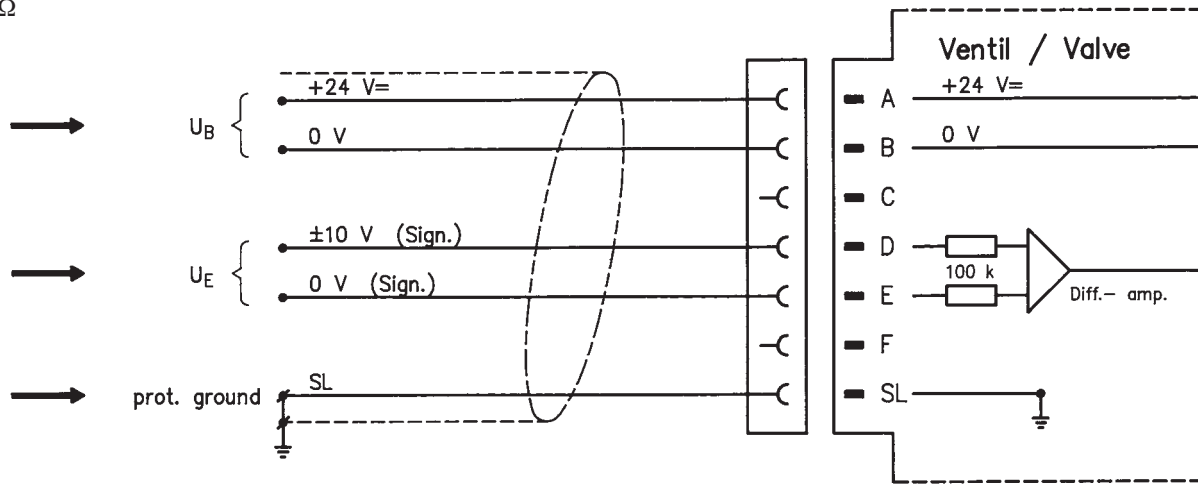 Ω
Ventil / Valve
+24 V=
A
+24 V=
U_B
0 V
B
0 V
C
±10 V (Sign.)
D
U_E
100 k
0 V (Sign.)
E
Diff.- amp.
F
prot. ground
SL
SL